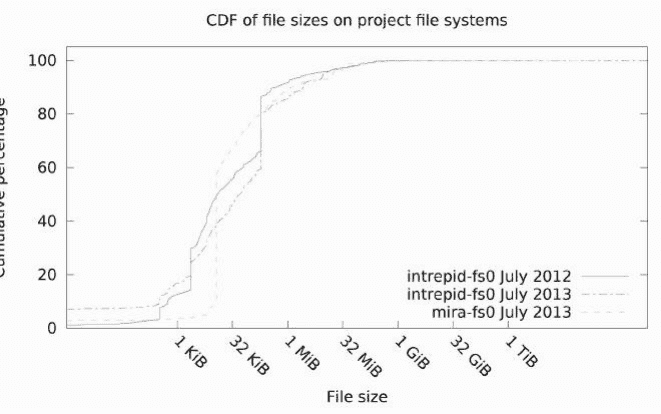 CDF of file sizes on project file systems
Cumulative percentage
100
80
60
40
20
0
intrepid-fs0 July 2012
intrepid-fs0 July 2013
mira-fs0 July 2013
1 KiB
32 KiB
1 MiB
32 MiB
1 GiB
32 GiB
1 TiB
File size